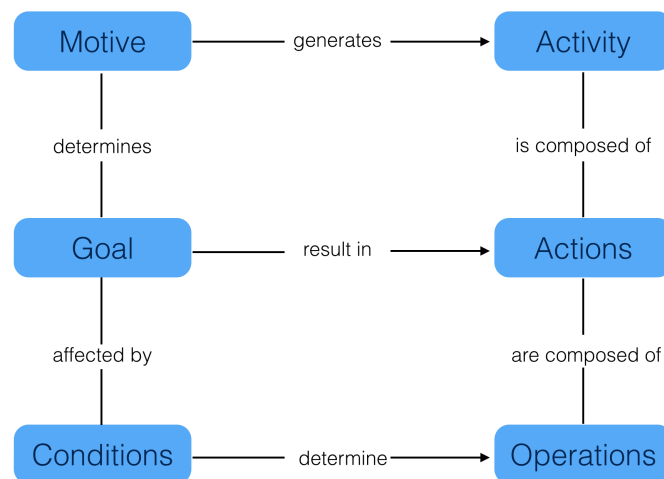 Motive generates Activity
determines is composed of
Goal result in Actions
affected by are composed of
Conditions determine Operations